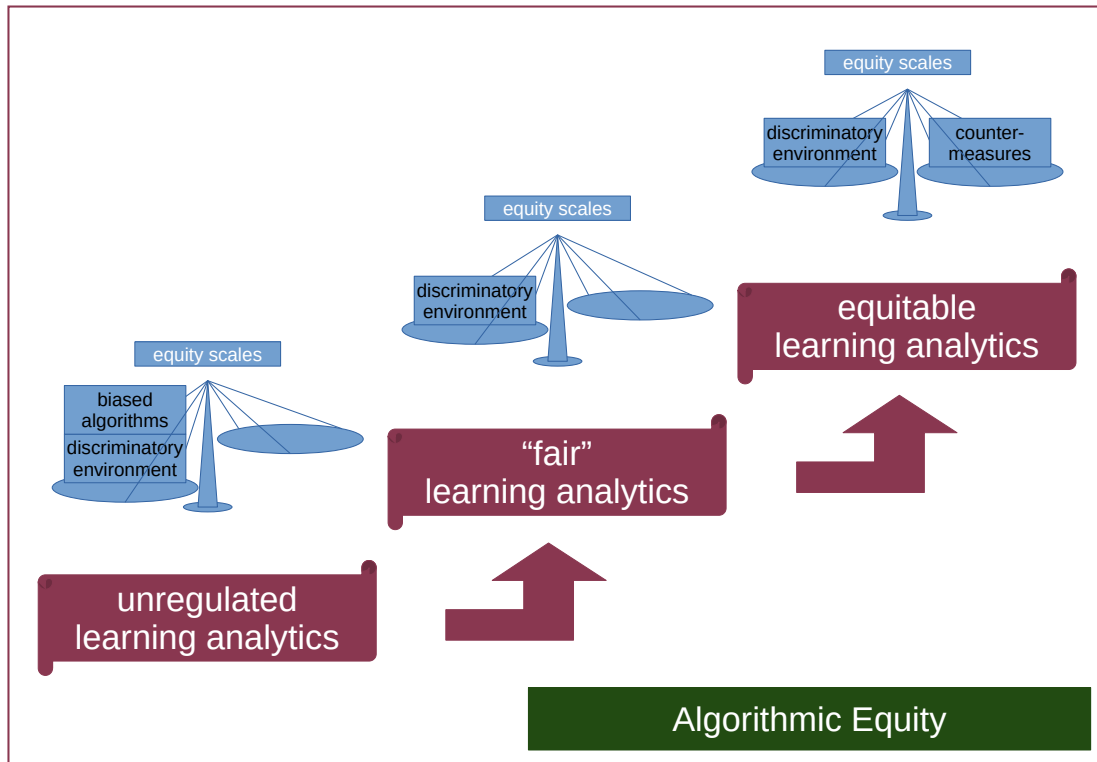 equity scales
discriminatory
environment
counter-
measures
equitable
learning analytics
equity scales
discriminatory
environment
“fair”
learning analytics
equity scales
biased
algorithms
discriminatory
environment
unregulated
learning analytics
Algorithmic Equity